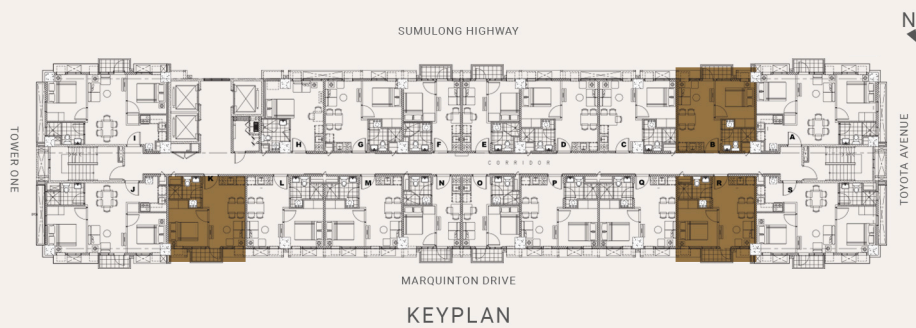 SUMULONG HIGHWAY
N
TOWER ONE
I
H
G
F
E
D
C
B
A
CORRIDOR
TOYOTA AVENUE
J
K
L
M
N
O
P
Q
R
S
MARQUINTON DRIVE
KEYPLAN